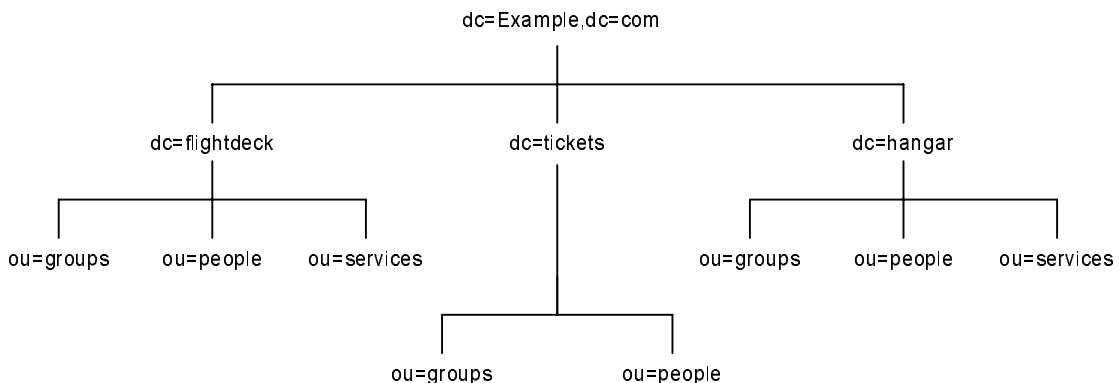 dc=Example,dc=com
dc=flightdeck
dc=tickets
dc=hangar
ou=groups
ou=people
ou=services
ou=groups
ou=people
ou=services
ou=groups
ou=people